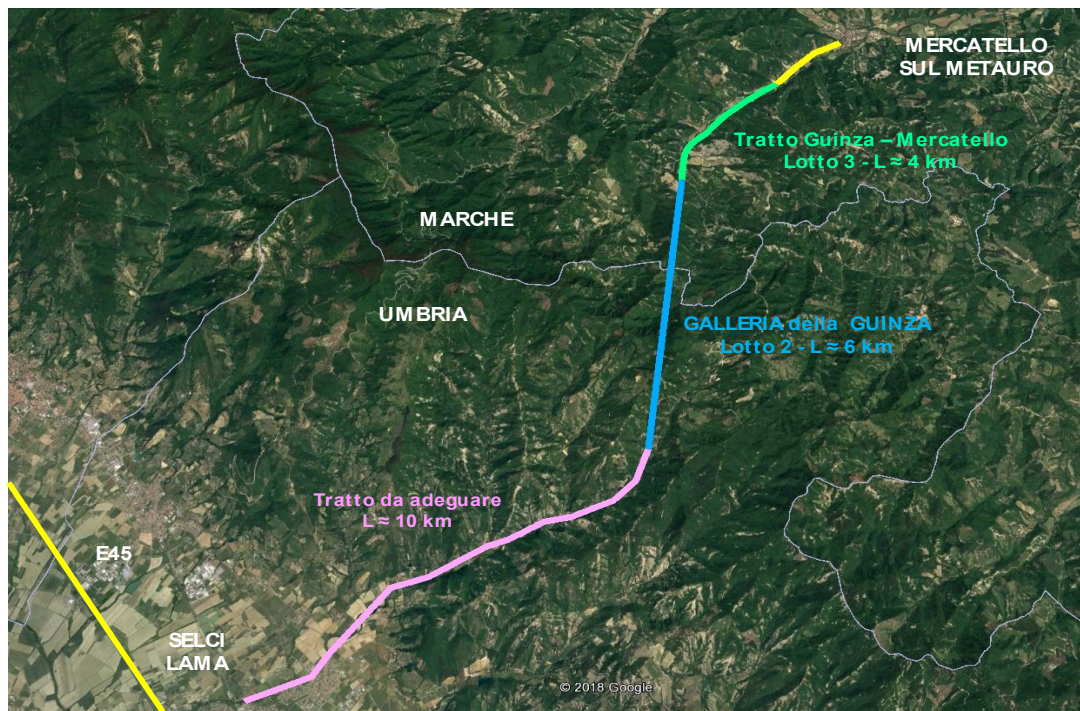 MERCATELLO
SUL METAURO
Tratto Guinza – Mercatello
Lotto 3 - L ≈ 4 km
MARCHE
UMBRIA
GALLERIA della GUINZA
Lotto 2 - L ≈ 6 km
Tratto da adeguare
L ≈ 10 km
E45
SELCI
LAMA
© 2018 Google